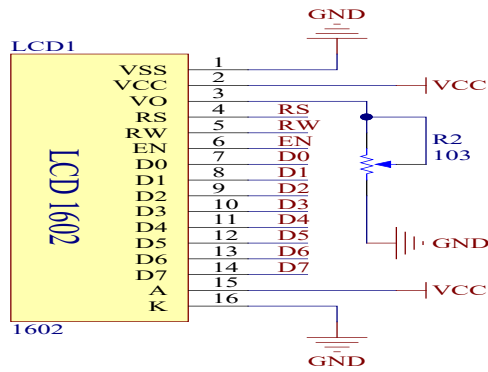 GND
LCD1
VSS 1
VCC 2 VCC
VO 3
RS 4 RS
RW 5 RW
EN 6 EN
R2
D0 7 D0
103
D1 8 D1
D2 9 D2
D3 10 D3
D4 11 D4
D5 12 D5
GND
D6 13 D6
D7 14 D7
A 15 VCC
K 16
LCD 1602
1602
GND